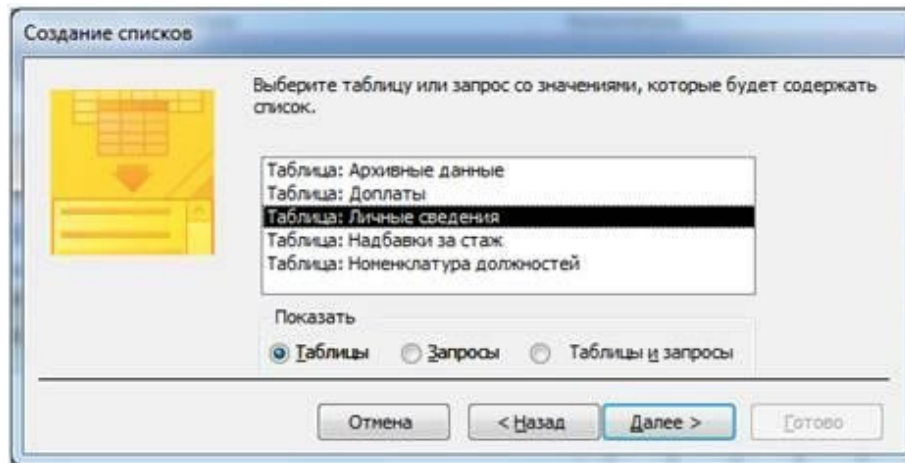 Создание списков
Выберите таблицу или запрос со значениями, которые будет содержать
список.
Таблица: Архивные данные
Таблица: Доплаты
Таблица: Личные сведения
Таблица: Надбавки за стаж
Таблица: Номенклатура должностей
Показать
Таблицы Запросы Таблицы и запросы
Отмена < Назад Далее > Готово